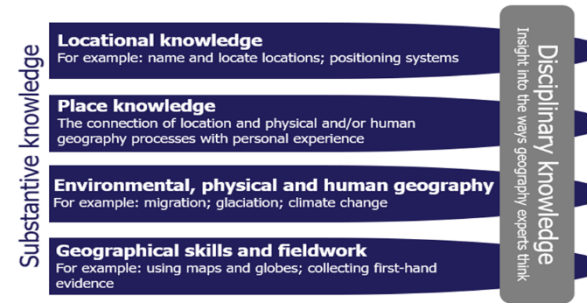 Substantive knowledge
Locational knowledge
For example: name and locate locations; positioning systems
Place knowledge
The connection of location and physical and/or human
geography processes with personal experience
Environmental, physical and human geography
For example: migration; glaciation; climate change
Geographical skills and fieldwork
For example: using maps and globes; collecting first-hand
evidence
Disciplinary knowledge
Insight into the ways geography experts think